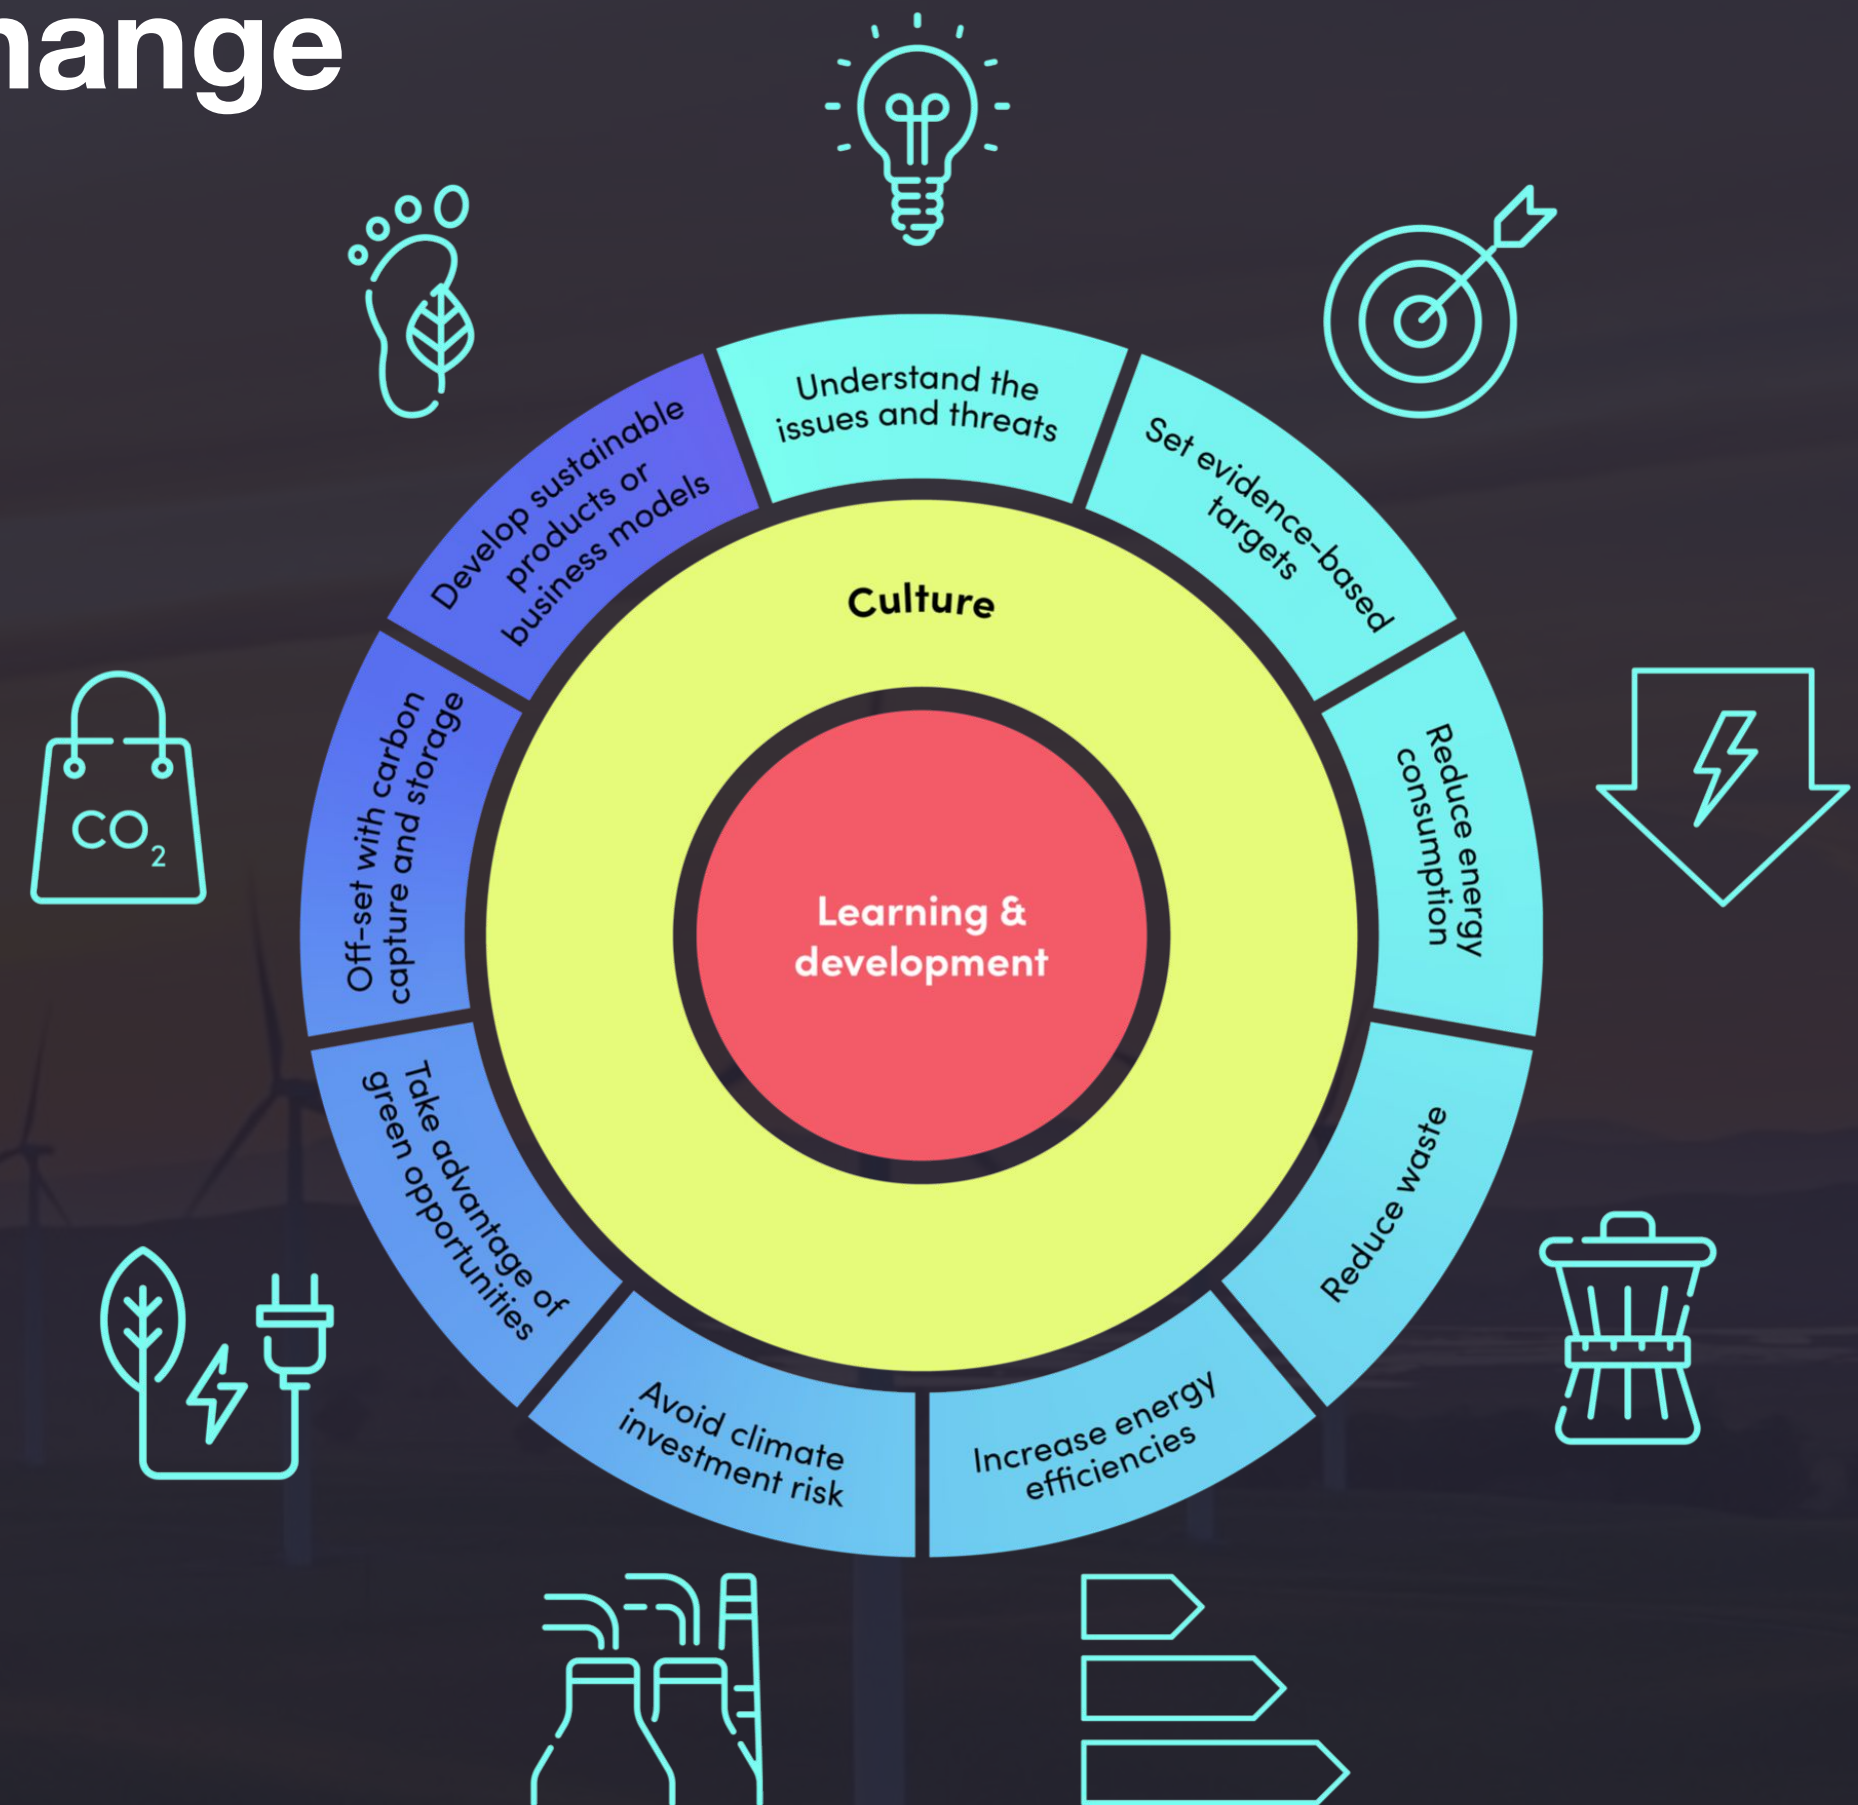 hange
Understand the
issues and threats
Set evidence-based
targets
Reduce energy
consumption
Reduce waste
Increase energy
efficiencies
Avoid climate
investment risk
Take advantage of
green opportunities
Off-set with carbon
capture and storage
Develop sustainable
products or
business models
Culture
Learning &
development
CO₂